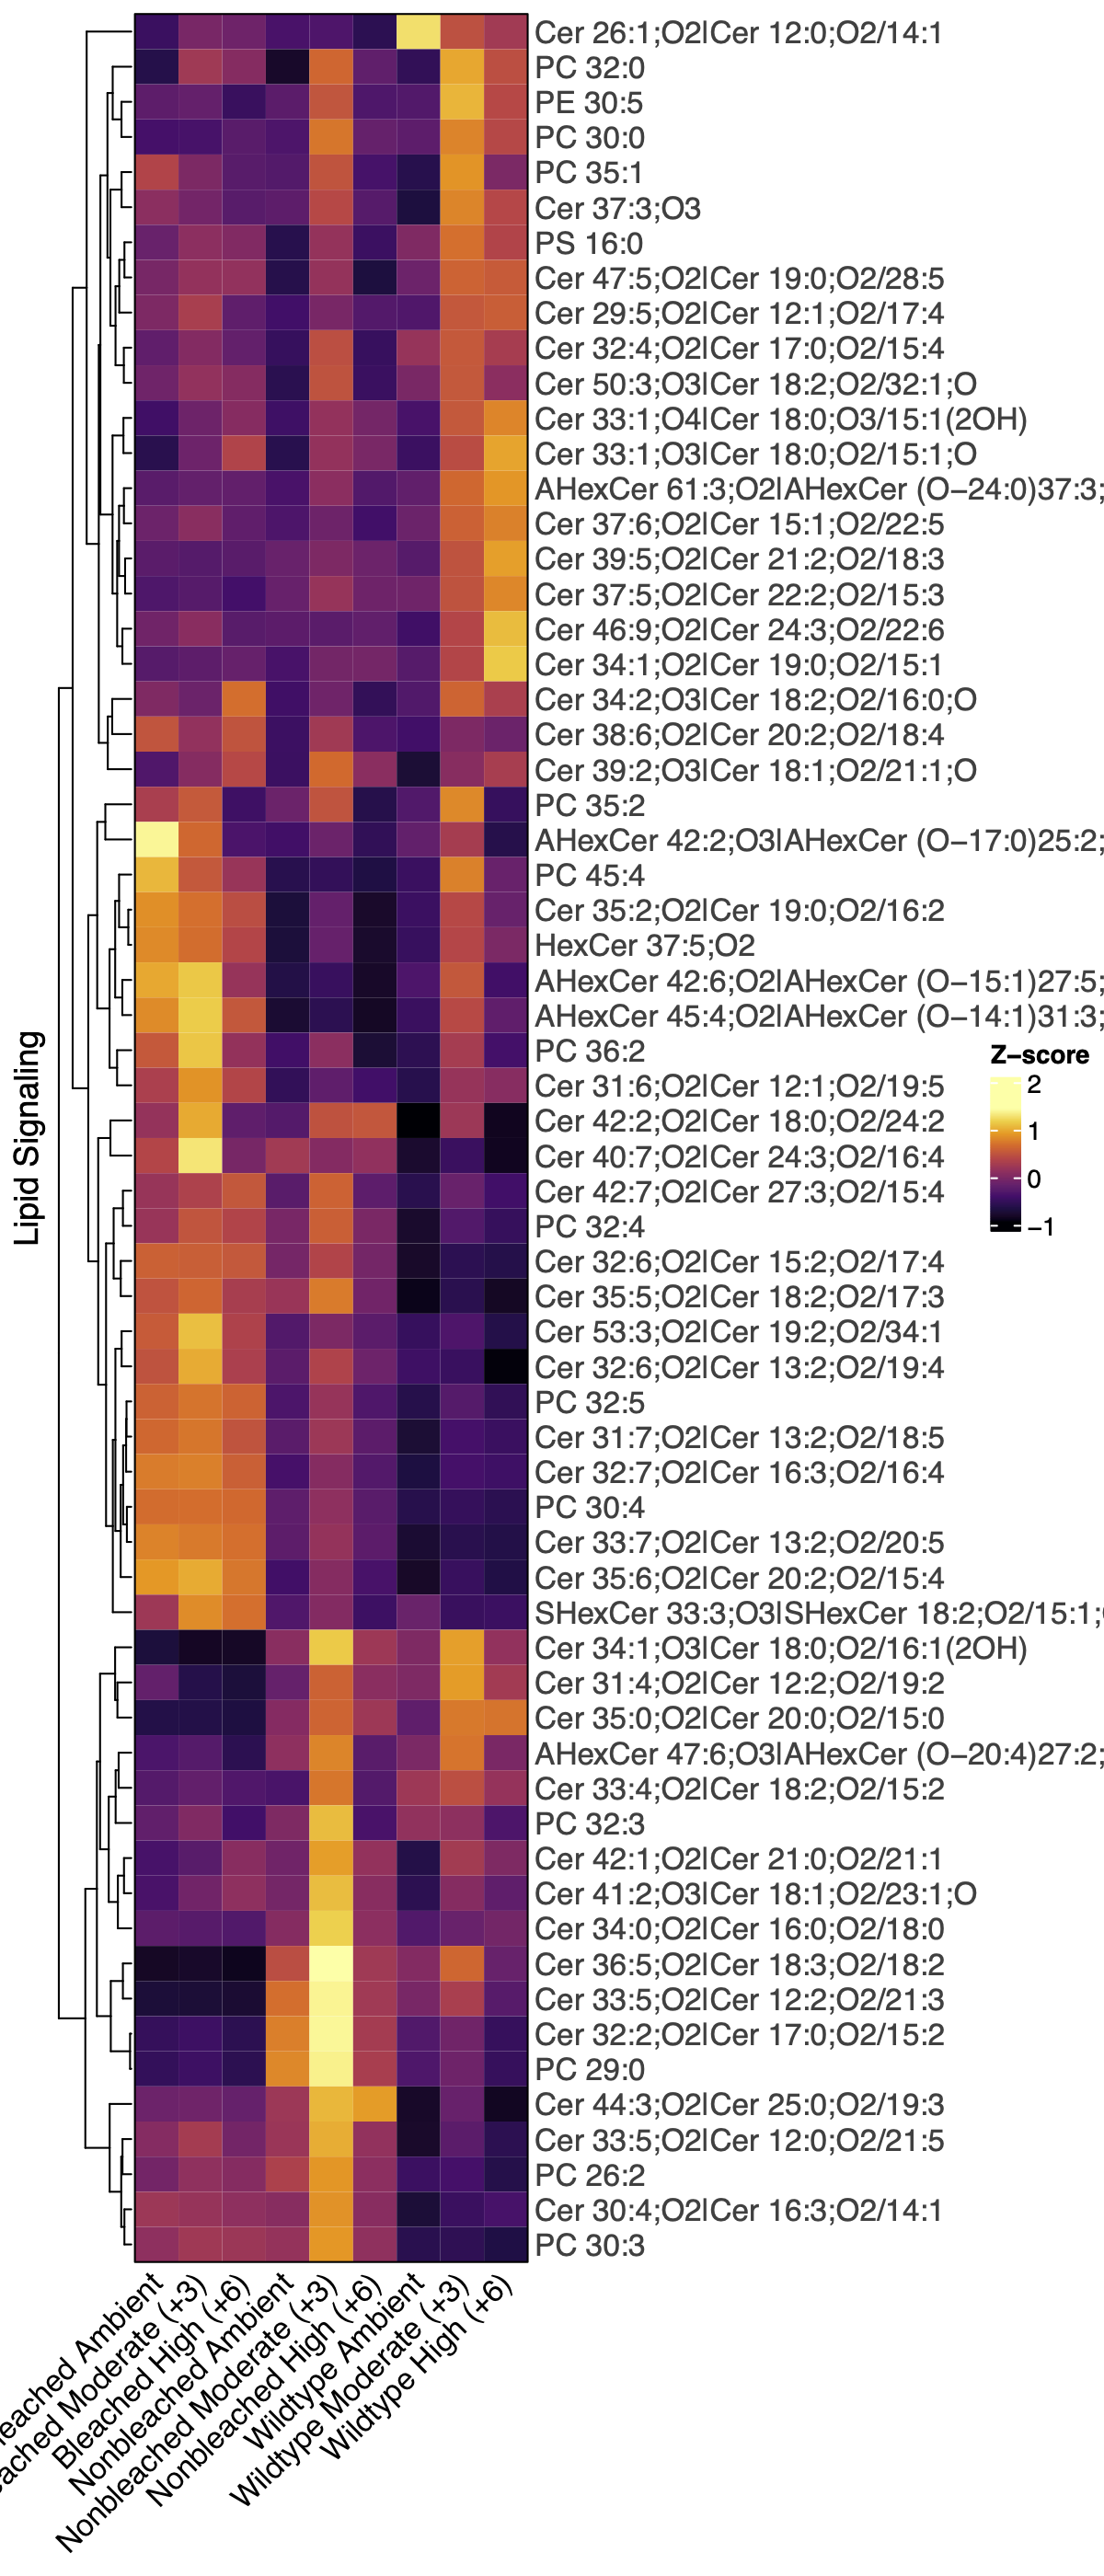 Cer 26:1;O2|Cer 12:0;O2/14:1
PC 32:0
PE 30:5
PC 30:0
PC 35:1
Cer 37:3;O3
PS 16:0
Cer 47:5;O2|Cer 19:0;O2/28:5
Cer 29:5;O2|Cer 12:1;O2/17:4
Cer 32:4;O2|Cer 17:0;O2/15:4
Cer 50:3;O3|Cer 18:2;O2/32:1;O
Cer 33:1;O4|Cer 18:0;O3/15:1(2OH)
Cer 33:1;O3|Cer 18:0;O2/15:1;O
AHexCer 61:3;O2|AHexCer (O−24:0)37:3;
Cer 37:6;O2|Cer 15:1;O2/22:5
Cer 39:5;O2|Cer 21:2;O2/18:3
Cer 37:5;O2|Cer 22:2;O2/15:3
Cer 46:9;O2|Cer 24:3;O2/22:6
Cer 34:1;O2|Cer 19:0;O2/15:1
Cer 34:2;O3|Cer 18:2;O2/16:0;O
Cer 38:6;O2|Cer 20:2;O2/18:4
Cer 39:2;O3|Cer 18:1;O2/21:1;O
PC 35:2
AHexCer 42:2;O3|AHexCer (O−17:0)25:2;
PC 45:4
Cer 35:2;O2|Cer 19:0;O2/16:2
HexCer 37:5;O2
AHexCer 42:6;O2|AHexCer (O−15:1)27:5;
AHexCer 45:4;O2|AHexCer (O−14:1)31:3;
PC 36:2
Cer 31:6;O2|Cer 12:1;O2/19:5
Cer 42:2;O2|Cer 18:0;O2/24:2
Cer 40:7;O2|Cer 24:3;O2/16:4
Cer 42:7;O2|Cer 27:3;O2/15:4
PC 32:4
Cer 32:6;O2|Cer 15:2;O2/17:4
Cer 35:5;O2|Cer 18:2;O2/17:3
Cer 53:3;O2|Cer 19:2;O2/34:1
Cer 32:6;O2|Cer 13:2;O2/19:4
PC 32:5
Cer 31:7;O2|Cer 13:2;O2/18:5
Cer 32:7;O2|Cer 16:3;O2/16:4
PC 30:4
Cer 33:7;O2|Cer 13:2;O2/20:5
Cer 35:6;O2|Cer 20:2;O2/15:4
SHexCer 33:3;O3|SHexCer 18:2;O2/15:1;
Cer 34:1;O3|Cer 18:0;O2/16:1(2OH)
Cer 31:4;O2|Cer 12:2;O2/19:2
Cer 35:0;O2|Cer 20:0;O2/15:0
AHexCer 47:6;O3|AHexCer (O−20:4)27:2;
Cer 33:4;O2|Cer 18:2;O2/15:2
PC 32:3
Cer 42:1;O2|Cer 21:0;O2/21:1
Cer 41:2;O3|Cer 18:1;O2/23:1;O
Cer 34:0;O2|Cer 16:0;O2/18:0
Cer 36:5;O2|Cer 18:3;O2/18:2
Cer 33:5;O2|Cer 12:2;O2/21:3
Cer 32:2;O2|Cer 17:0;O2/15:2
PC 29:0
Cer 44:3;O2|Cer 25:0;O2/19:3
Cer 33:5;O2|Cer 12:0;O2/21:5
PC 26:2
Cer 30:4;O2|Cer 16:3;O2/14:1
PC 30:3
Lipid Signaling
Z−score
2
1
0
−1
eached Ambient
eached Moderate (+3)
Bleached High (+6)
Nonbleached Ambient
Nonbleached Moderate (+3)
Nonbleached High (+6)
Wildtype Ambient
Wildtype Moderate (+3)
Wildtype High (+6)